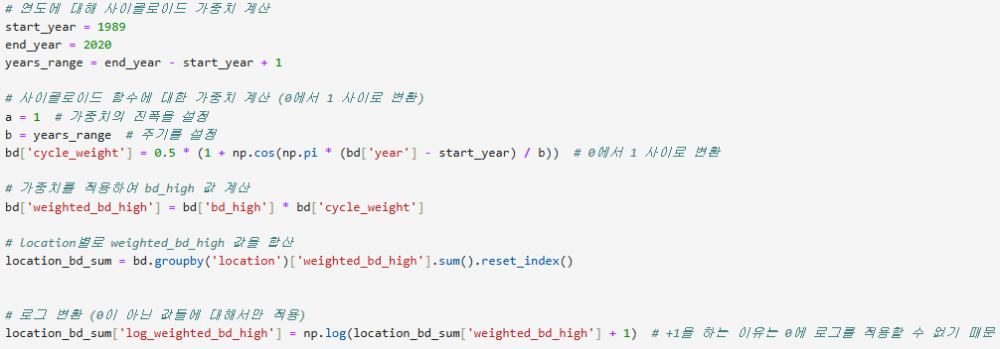 # 연도에 대해 사이클로이드 가중치 계산
start_year = 1989
end_year = 2020
years_range = end_year - start_year + 1
# 사이클로이드 함수에 대한 가중치 계산 (0에서 1 사이로 변환)
a = 1  # 가중치의 진폭을 설정
b = years_range  # 주기를 설정
bd['cycle_weight'] = 0.5 * (1 + np.cos(np.pi * (bd['year'] - start_year) / b))  # 0에서 1 사이로 변환
# 가중치를 적용하여 bd_high 값 계산
bd['weighted_bd_high'] = bd['bd_high'] * bd['cycle_weight']
# location별로 weighted_bd_high 값을 합산
location_bd_sum = bd.groupby('location')['weighted_bd_high'].sum().reset_index()
# 로그 변환 (0이 아닌 값들에 대해서만 적용)
location_bd_sum['log_weighted_bd_high'] = np.log(location_bd_sum['weighted_bd_high'] + 1)  # +1을 하는 이유는 0에 로그를 적용할 수 없기 때문